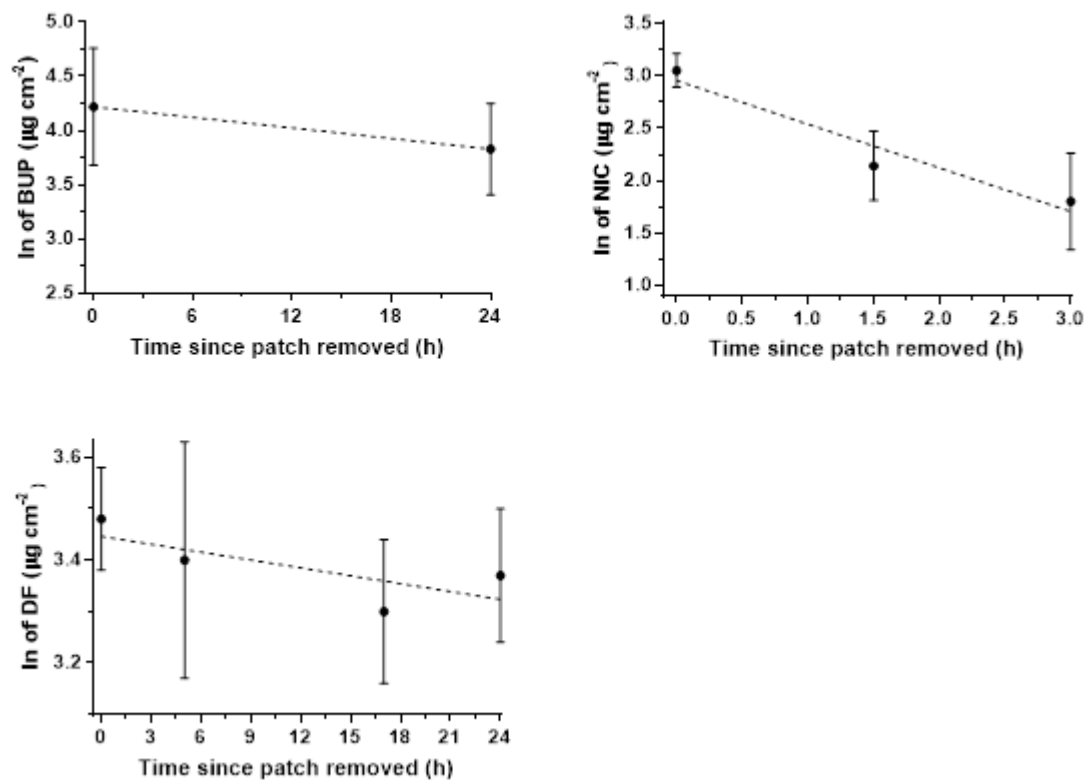 ln of BUP (µg cm⁻²)
5.0
4.5
4.0
3.5
3.0
2.5
0 6 12 18 24
Time since patch removed (h)
ln of NIC (µg cm⁻²)
3.5
3.0
2.5
2.0
1.5
1.0
0.0 0.5 1.0 1.5 2.0 2.5 3.0
Time since patch removed (h)
ln of DF (µg cm⁻²)
3.6
3.4
3.2
0 3 6 9 12 15 18 21 24
Time since patch removed (h)